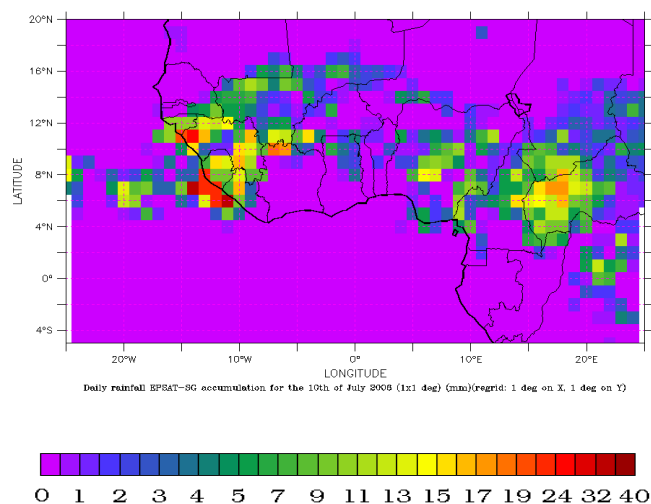 20°N
16°N
12°N
8°N
4°N
0°
4°S
LATITUDE
20°W 10°W 0° 10°E 20°E
LONGITUDE
Daily rainfall EPSAT-SG accumulation for the 10th of July 2006 (1x1 deg) (mm)(regrid: 1 deg on X, 1 deg on Y)
0 1 2 3 4 5 7 9 11 13 15 17 19 24 32 40